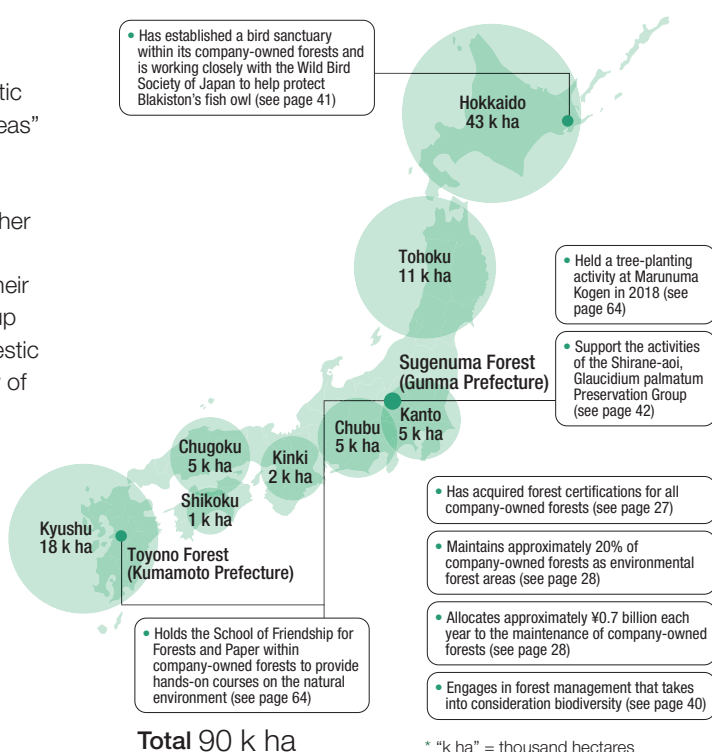 tic
eas"
her
heir
up
estic
of
• Has established a bird sanctuary
within its company-owned forests and
is working closely with the Wild Bird
Society of Japan to help protect
Blakiston's fish owl (see page 41)
Hokkaido
43 k ha
Tohoku
11 k ha
• Held a tree-planting
activity at Marunuma
Kogen in 2018 (see
page 64)
• Support the activities
of the Shirane-aoi,
Glaucidium palmatum
Preservation Group
(see page 42)
Sugenuma Forest
(Gunma Prefecture)
Kanto
5 k ha
Chubu
5 k ha
Kinki
2 k ha
Chugoku
5 k ha
Shikoku
1 k ha
Kyushu
18 k ha
Toyono Forest
(Kumamoto Prefecture)
• Has acquired forest certifications for all
company-owned forests (see page 27)
• Maintains approximately 20% of
company-owned forests as environmental
forest areas (see page 28)
• Allocates approximately ¥0.7 billion each
year to the maintenance of company-owned
forests (see page 28)
• Engages in forest management that takes
into consideration biodiversity (see page 40)
• Holds the School of Friendship for
Forests and Paper within
company-owned forests to provide
hands-on courses on the natural
environment (see page 64)
Total 90 k ha
* "k ha" = thousand hectares